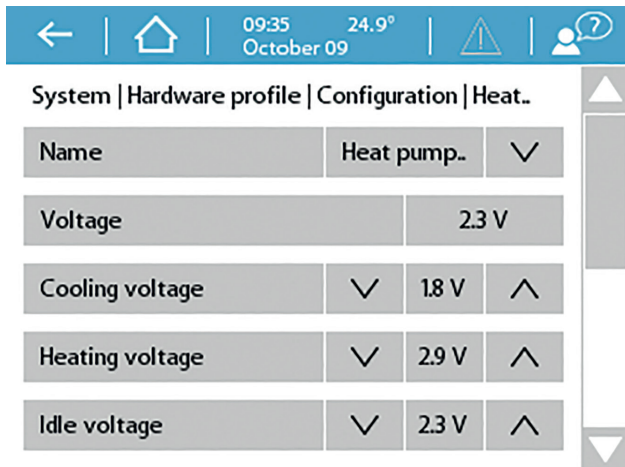 09:35 24.9°
October 09
?
System | Hardware profile | Configuration | Heat..
Name Heat pump..
Voltage 2.3 V
Cooling voltage 1.8 V
Heating voltage 2.9 V
Idle voltage 2.3 V